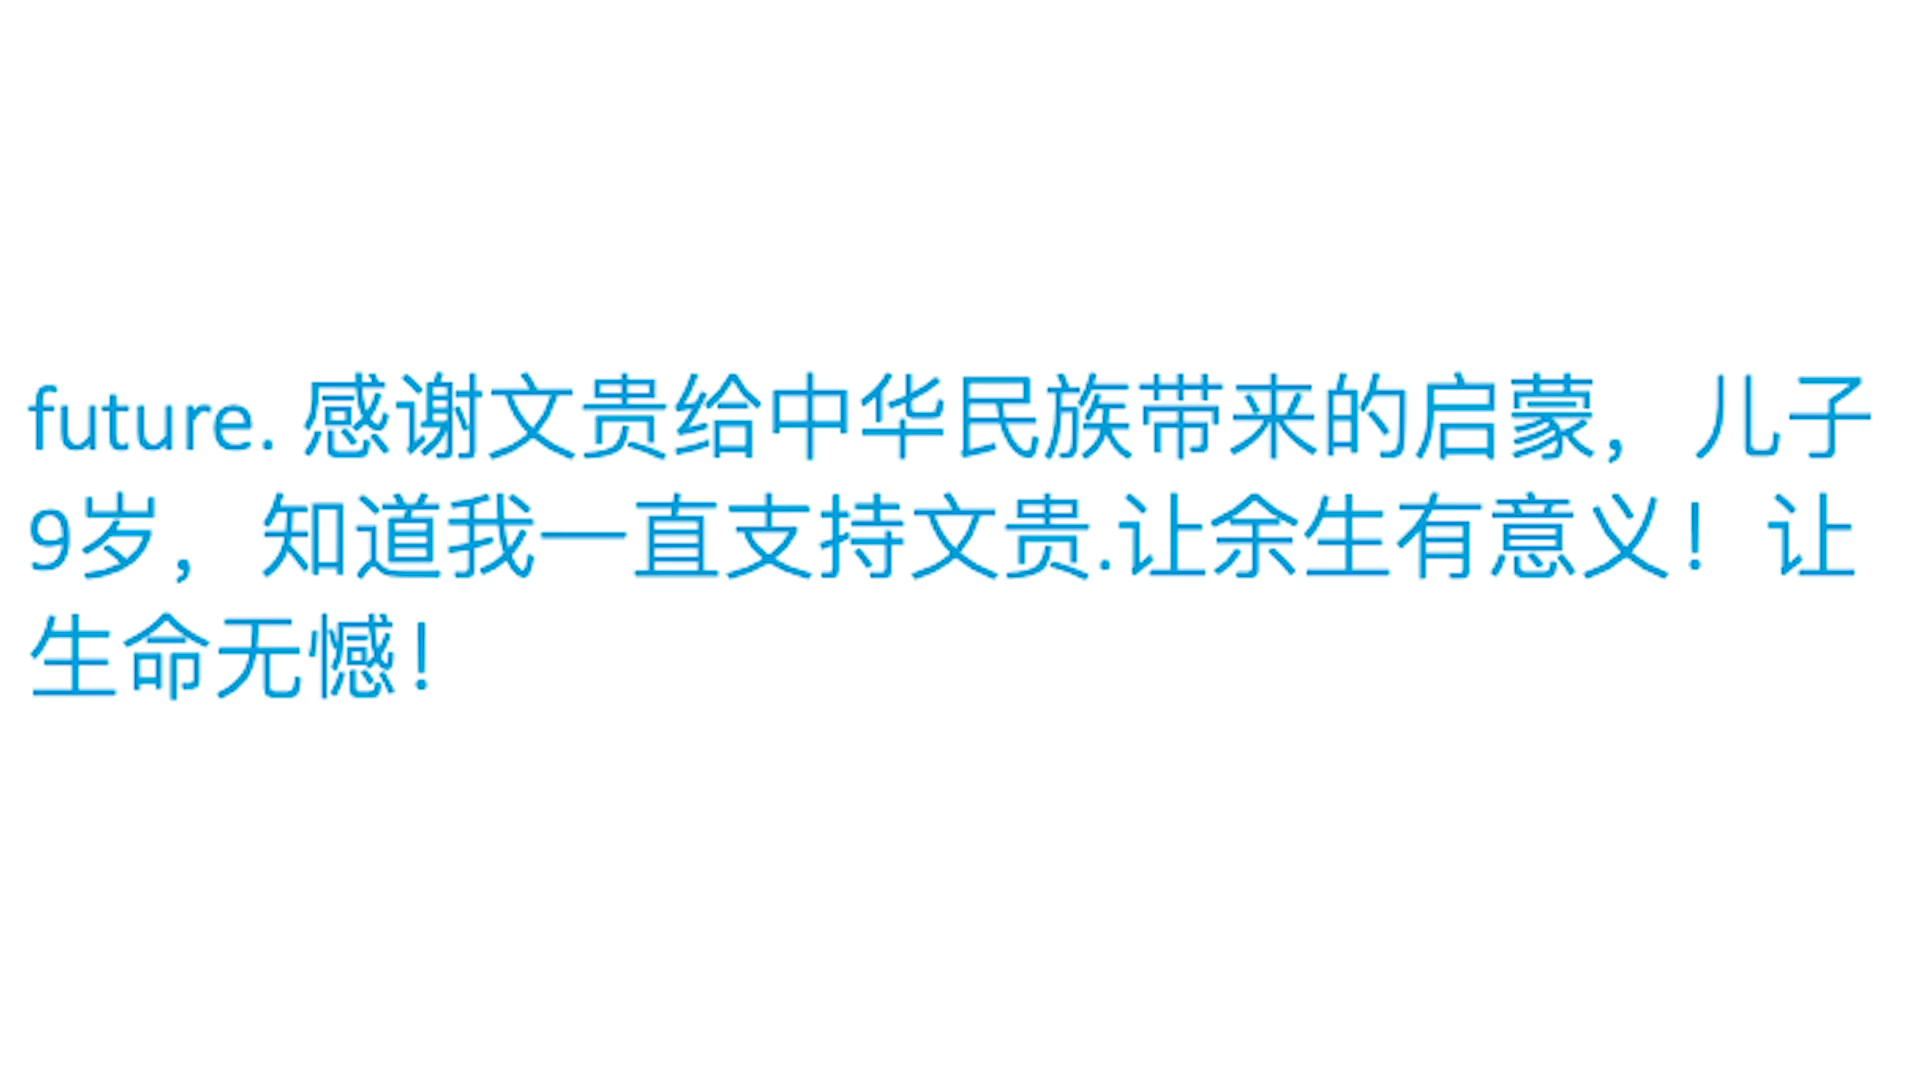 future. 感谢文贵给中华民族带来的启蒙，儿子
9岁，知道我一直支持文贵.让余生有意义！让
生命无憾！